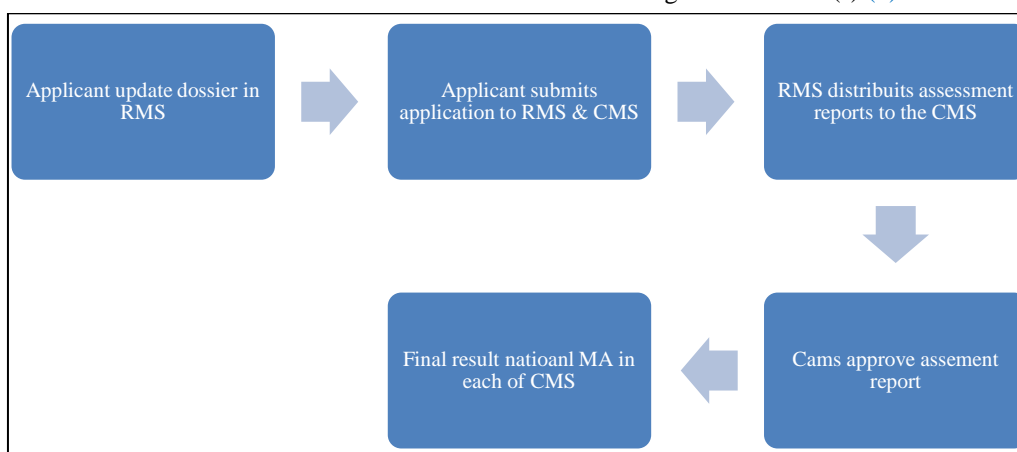 Applicant update dossier in
RMS
Applicant submits
application to RMS & CMS
RMS distribuits assessment
reports to the CMS
Cams approve assement
report
Final result natioanl MA in
each of CMS